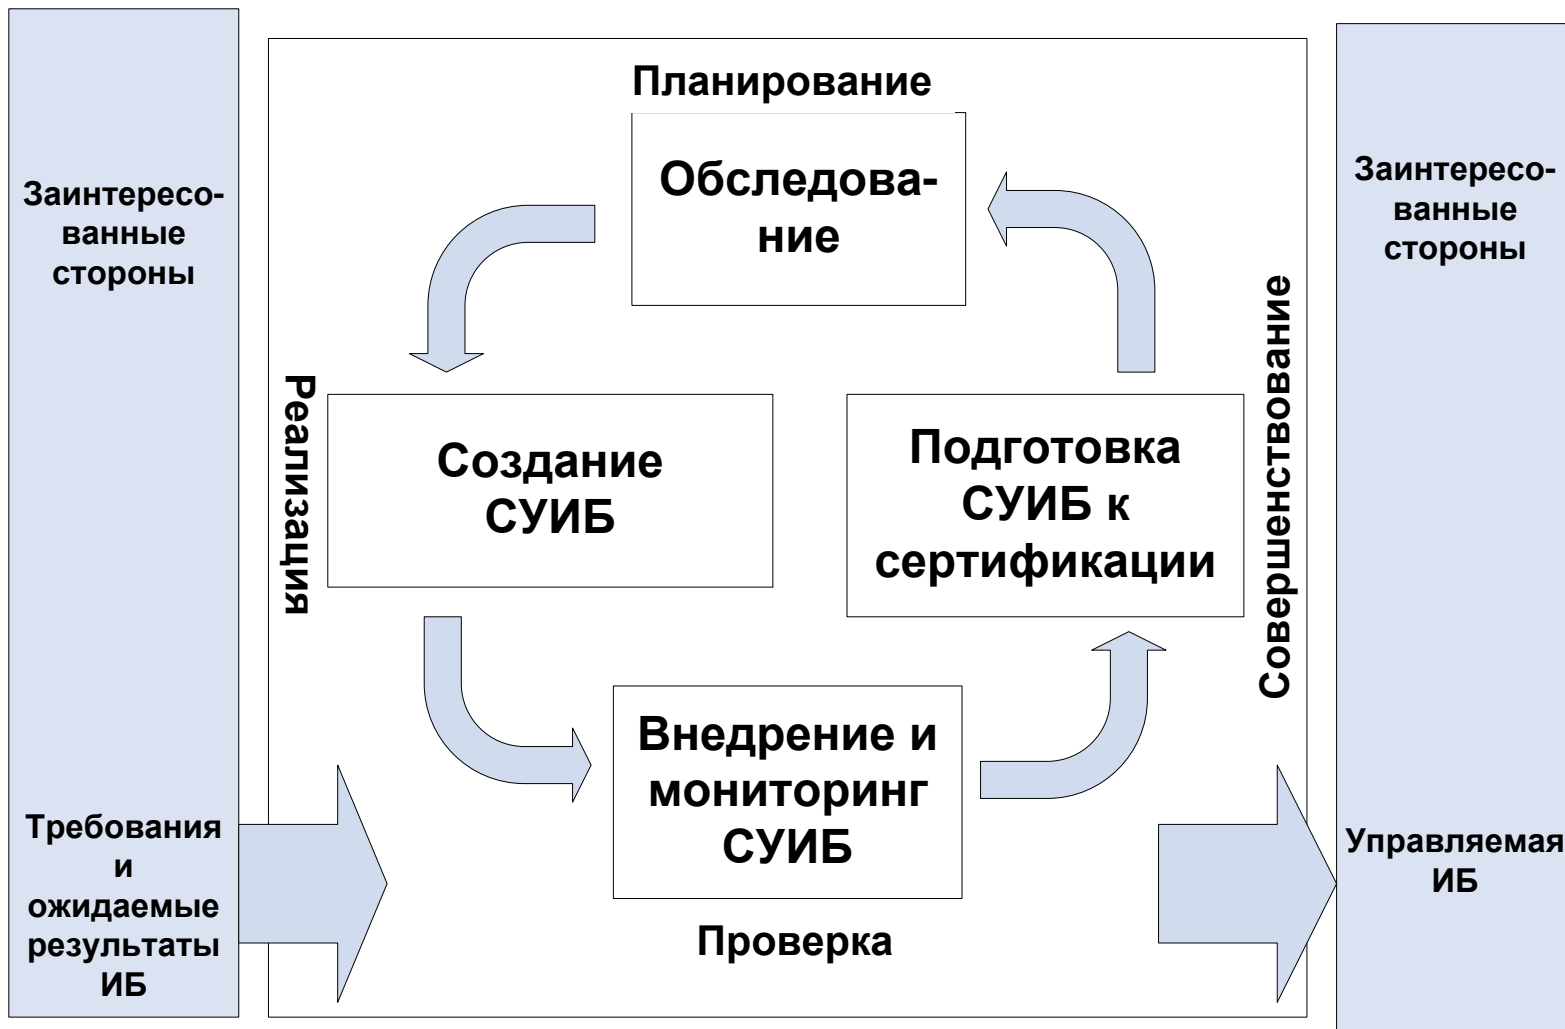 Заинтересо-
ванные
стороны
Требования
и
ожидаемые
результаты
ИБ
Планирование
Обследова-
ние
Реализация
Создание
СУИБ
Подготовка
СУИБ к
сертификации
Совершенствование
Внедрение и
мониторинг
СУИБ
Проверка
Заинтересо-
ванные
стороны
Управляемая
ИБ